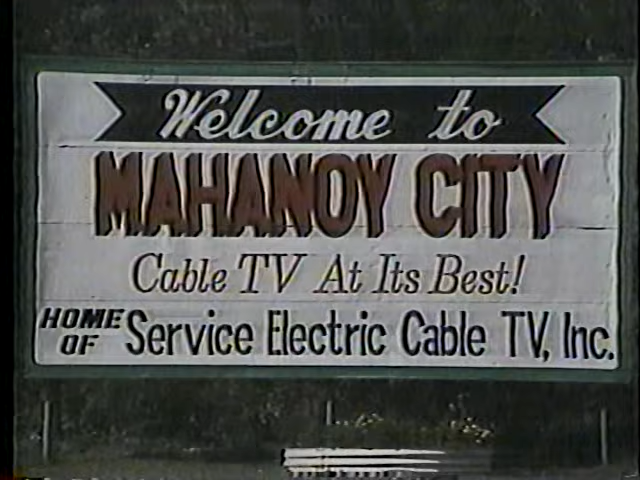 Welcome to
MAHANOY CITY
Cable TV At Its Best!
HOME OF Service Electric Cable TV, Inc.